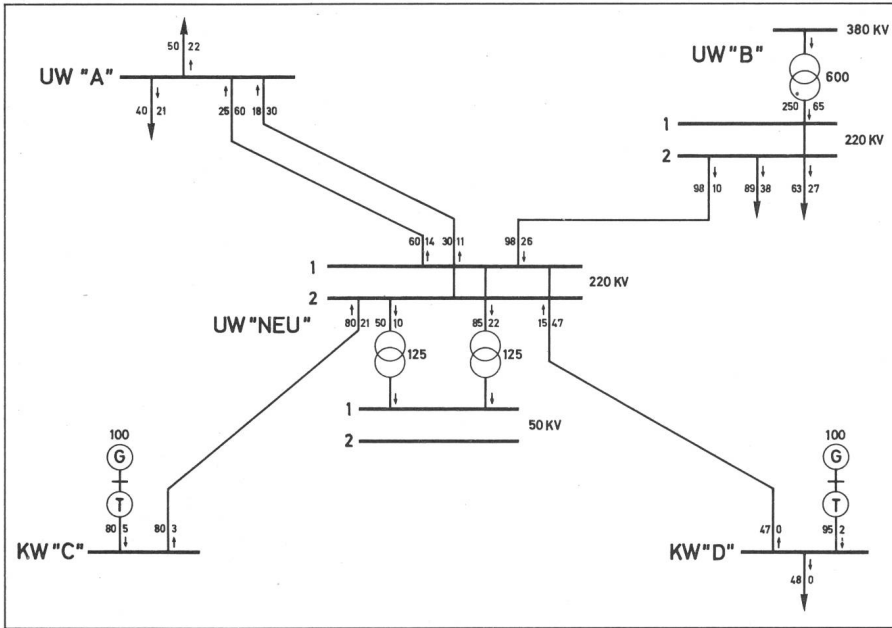 380 KV
50 22
UW "B"
UW "A"
600
40 21
25 60
18 30
250 65
1
220 KV
2
98 10
89 38
63 27
60 14
30 11
98 26
1
220 KV
2
80 21
50 10
85 22
15 47
UW "NEU"
125
125
1
50 KV
2
100
G
T
80 5
80 3
KW "C"
100
G
T
47 0
95 2
KW "D"
48 0